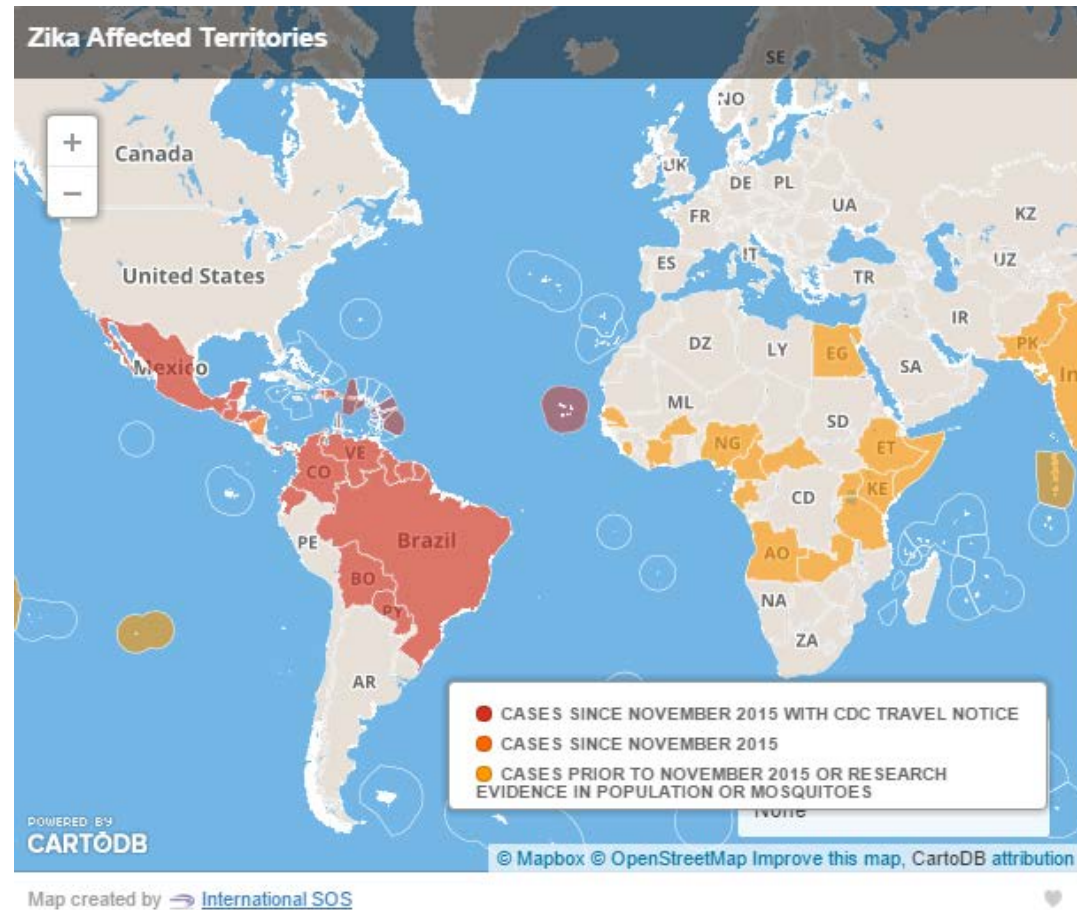 Zika Affected Territories
SE
NO
+
Canada
UK
DE
PL
−
UA
FR
KZ
ES
IT
UZ
United States
TR
IR
DZ
LY
EG
PK
SA
In
Mexico
ML
SD
NG
ET
VE
CO
CD
KE
PE
Brazil
AO
BO
PY
NA
ZA
AR
CASES SINCE NOVEMBER 2015 WITH CDC TRAVEL NOTICE
CASES SINCE NOVEMBER 2015
CASES PRIOR TO NOVEMBER 2015 OR RESEARCH
EVIDENCE IN POPULATION OR MOSQUITOES
None
POWERED BY
CARTODB
© Mapbox © OpenStreetMap Improve this map, CartoDB attribution
Map created by International SOS